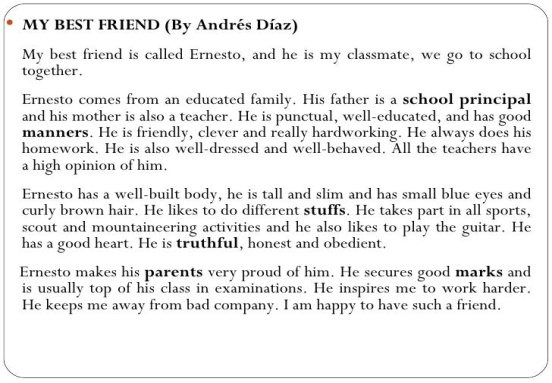 MY BEST FRIEND (By Andrés Díaz)
My best friend is called Ernesto, and he is my classmate, we go to school
together.
Ernesto comes from an educated family. His father is a school principal
and his mother is also a teacher. He is punctual, well-educated, and has good
manners. He is friendly, clever and really hardworking. He always does his
homework. He is also well-dressed and well-behaved. All the teachers have
a high opinion of him.
Ernesto has a well-built body, he is tall and slim and has small blue eyes and
curly brown hair. He likes to do different stuffs. He takes part in all sports,
scout and mountaineering activities and he also likes to play the guitar. He
has a good heart. He is truthful, honest and obedient.
Ernesto makes his parents very proud of him. He secures good marks and
is usually top of his class in examinations. He inspires me to work harder.
He keeps me away from bad company. I am happy to have such a friend.